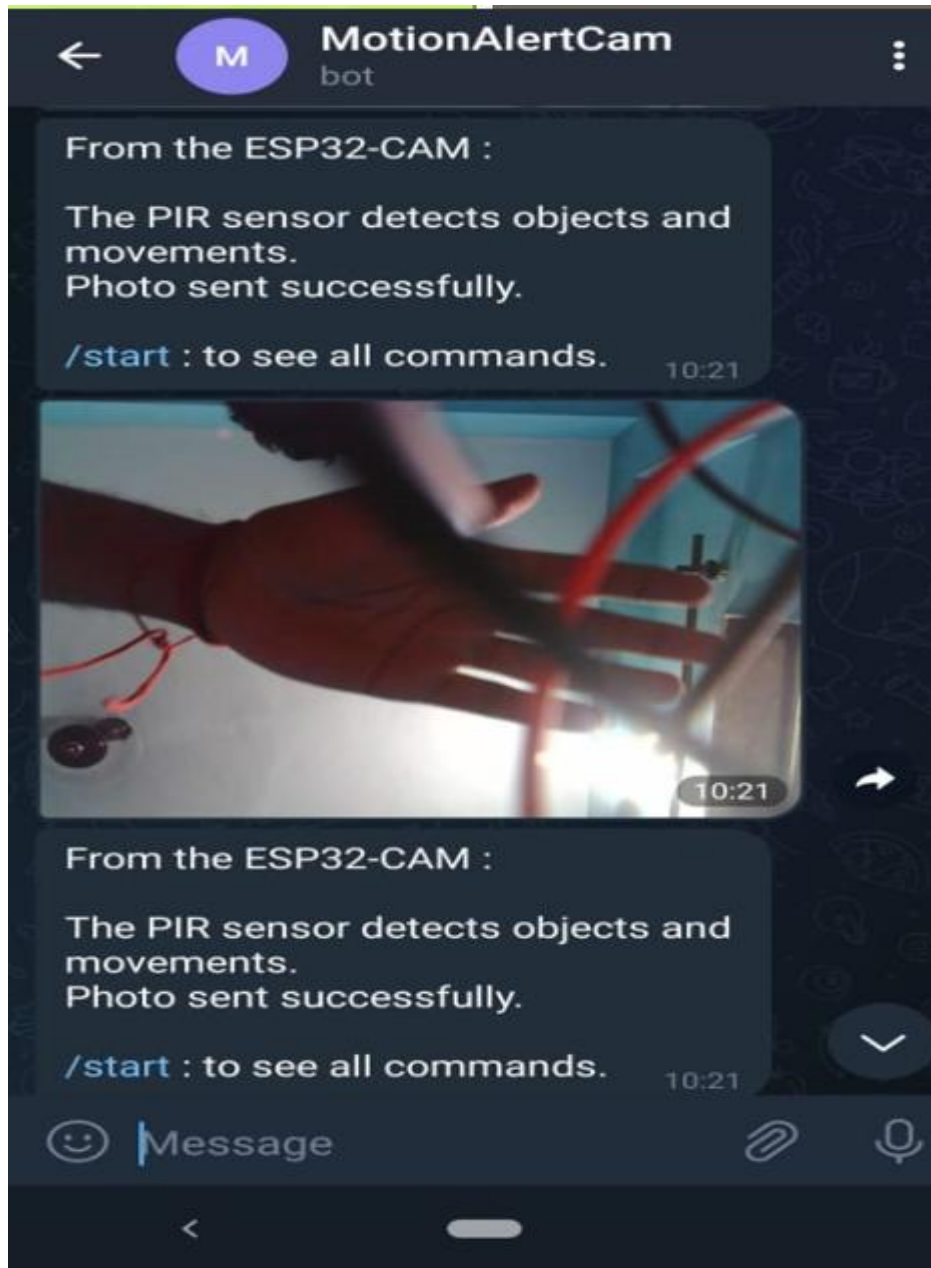 M
MotionAlertCam
bot
From the ESP32-CAM :
The PIR sensor detects objects and
movements.
Photo sent successfully.
/start : to see all commands.
10:21
10:21
From the ESP32-CAM :
The PIR sensor detects objects and
movements.
Photo sent successfully.
/start : to see all commands.
10:21
Message